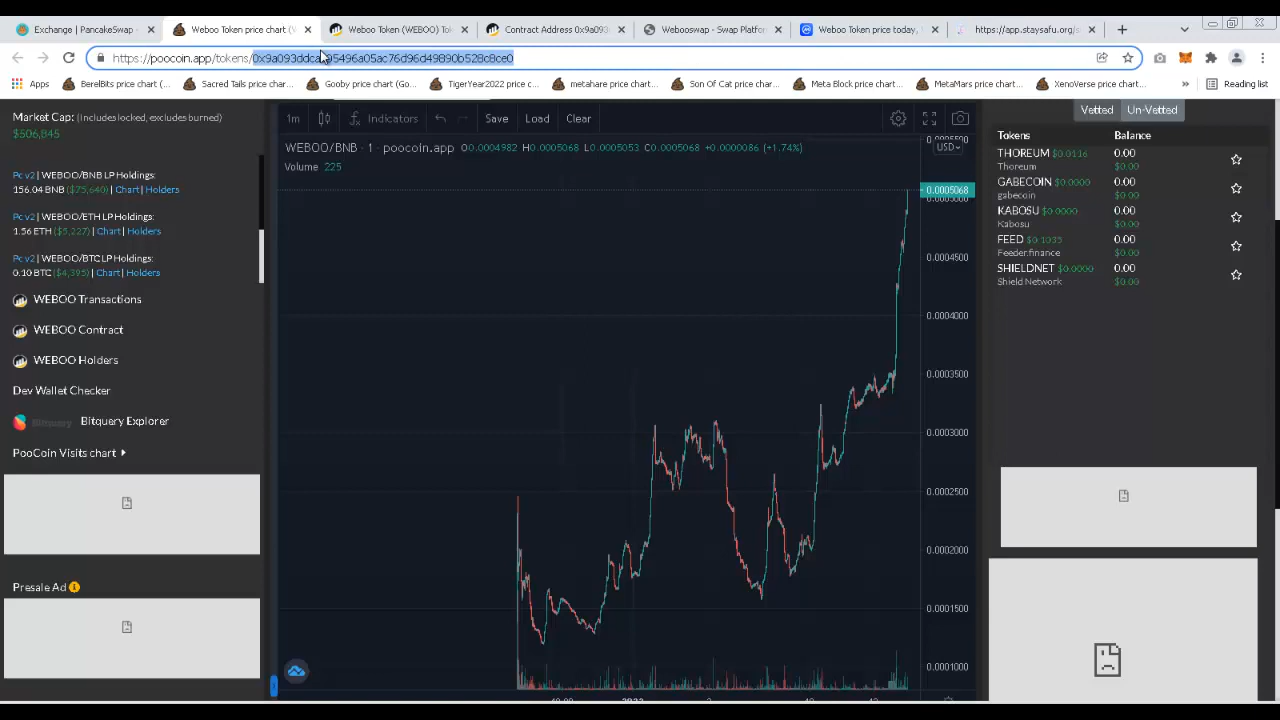 Exchange | PancakeSwap
Weboo Token price chart (W
Weboo Token (WEBOO) Toke
Contract Address 0x9a093
Webooswap - Swap Platfor
Weboo Token price today,
https://app.staysafu.org/s
https://poocoin.app/tokens/
Apps
BerelBits price chart (...
Sacred Tails price char...
Gooby price chart (Go...
TigerYear2022 price c...
metahare price chart...
Son Of Cat price chart...
Meta Block price chart...
MetaMars price chart...
XenoVerse price chart...
»
Reading list
Market Cap: (Includes locked, excludes burned)
$506,845
Pc v2 | WEBOO/BNB LP Holdings:
156.04 BNB ($75,640) | Chart | Holders
Pc v2 | WEBOO/ETH LP Holdings:
1.56 ETH ($5,227) | Chart | Holders
Pc v2 | WEBOO/BTC LP Holdings:
0.10 BTC ($4,395) | Chart | Holders
WEBOO Transactions
WEBOO Contract
WEBOO Holders
Dev Wallet Checker
Bitquery Bitquery Explorer
PooCoin Visits chart
Presale Ad
1m Indicators Save Load Clear
WEBOO/BNB · 1 · poocoin.app O0.0004982 H0.0005068 L0.0005053 C0.0005068 +0.0000086 (+1.74%)
Volume 225
USD
0.0005500
0.0005068
0.0005000
0.0004500
0.0004000
0.0003500
0.0003000
0.0002500
0.0002000
0.0001500
0.0001000
Vetted Un-Vetted
Tokens Balance
THOREUM $0.0116 0.00
Thoreum $0.00
GABECOIN $0.0000 0.00
gabecoin $0.00
KABOSU $0.0000 0.00
Kabosu $0.00
FEED $0.1035 0.00
Feeder.finance $0.00
SHIELDNET $0.0000 0.00
Shield Network $0.00